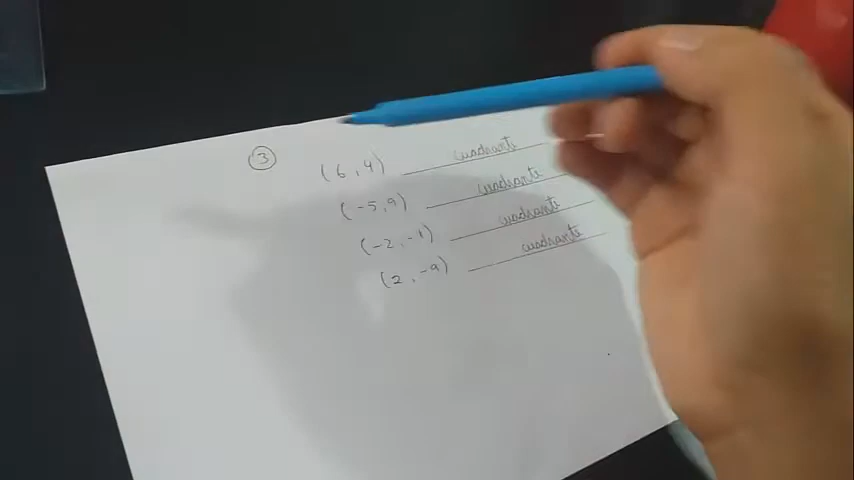 ③ (6, 4) cuadrante
(-5, 9) cuadrante
(-2, -1) cuadrante
(2, -9) cuadrante